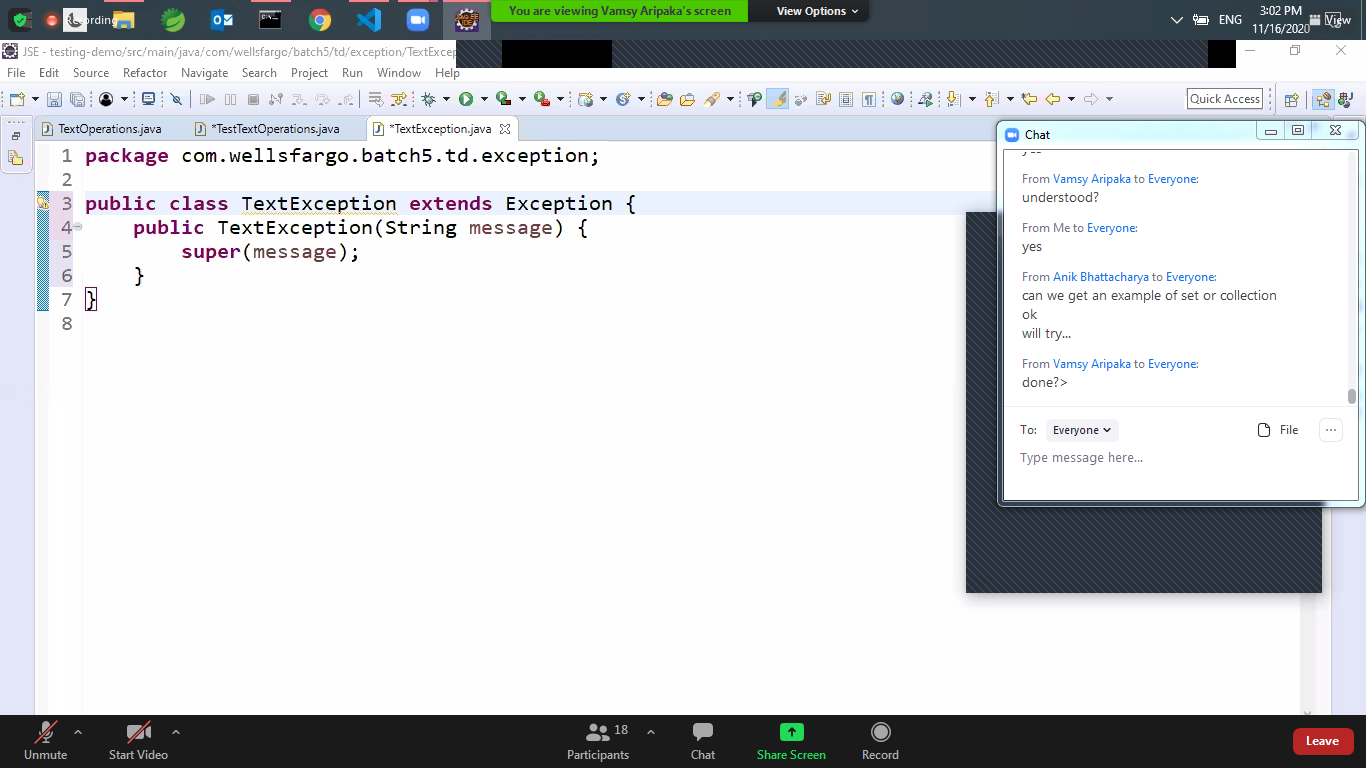 You are viewing Vamsy Aripaka's screen
View Options
ENG
3:02 PM
11/16/2020
View
JSE - testing-demo/src/main/java/com/wellsfargo/batch5/td/exception/TextExcep
File Edit Source Refactor Navigate Search Project Run Window Help
Quick Access
TextOperations.java
*TestTextOperations.java
*TextException.java
1 package com.wellsfargo.batch5.td.exception;
2
3 public class TextException extends Exception {
4 public TextException(String message) {
5 super(message);
6 }
7 }
8
Chat
From Vamsy Aripaka to Everyone:
understood?
From Me to Everyone:
yes
From Anik Bhattacharya to Everyone:
can we get an example of set or collection
ok
will try...
From Vamsy Aripaka to Everyone:
done?>
To: Everyone
File
Type message here...
Unmute
Start Video
18
Participants
Chat
Share Screen
Record
Leave